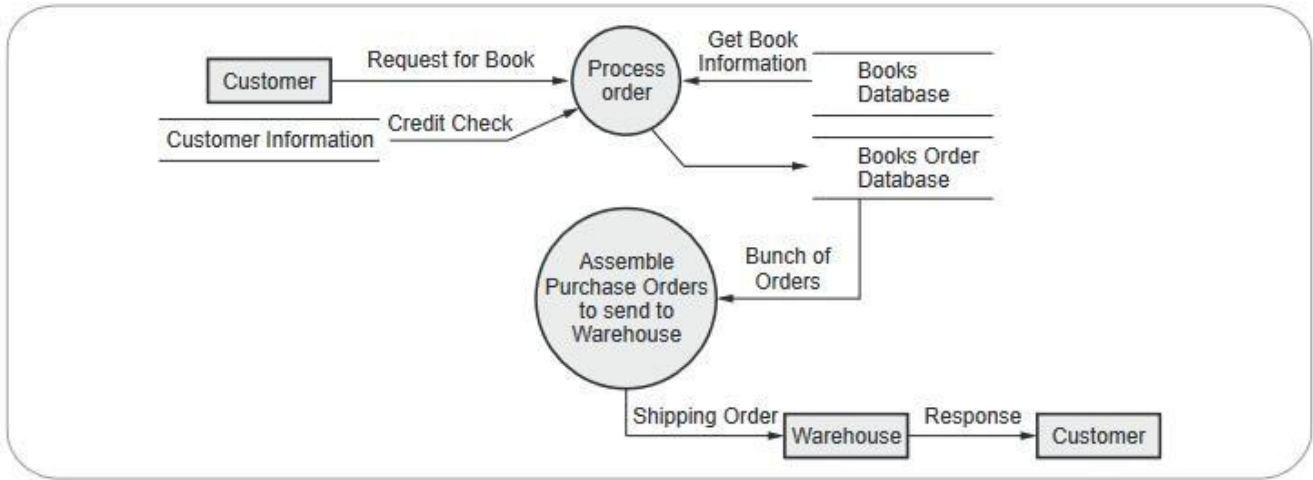 Request for Book
Customer
Process
order
Get Book
Information
Books
Database
Customer Information
Credit Check
Books Order
Database
Assemble
Purchase Orders
to send to
Warehouse
Bunch of
Orders
Shipping Order
Warehouse
Response
Customer